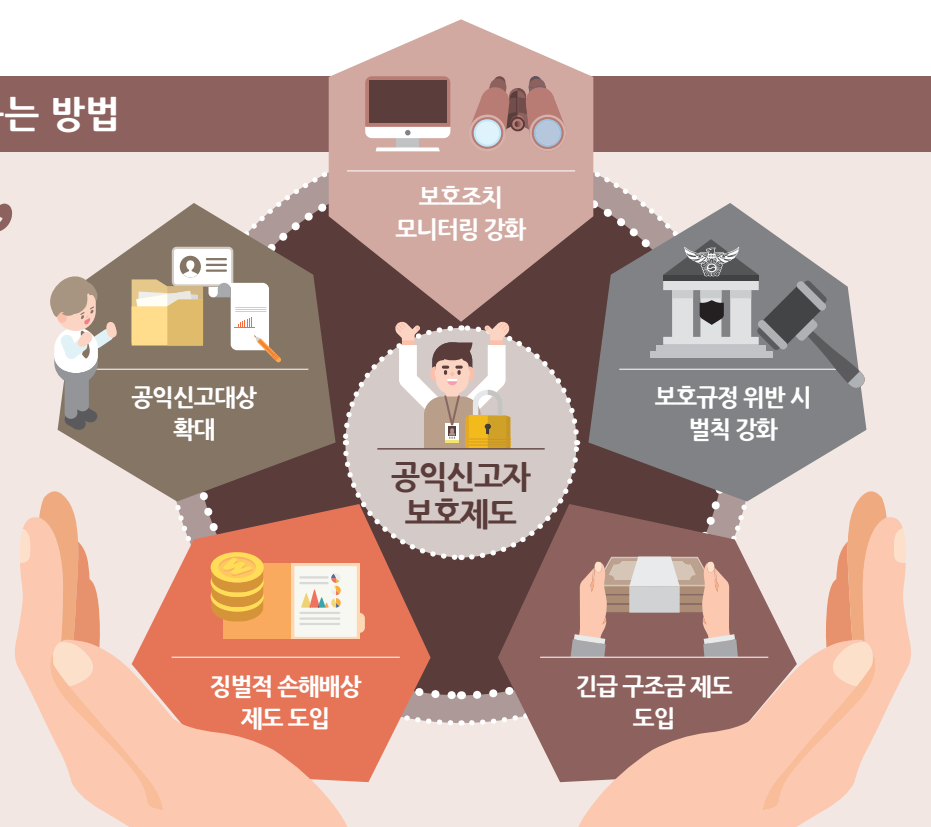 는 방법
보호조치
모니터링 강화
공익신고대상
확대
보호규정 위반 시
벌칙 강화
공익신고자
보호제도
징벌적 손해배상
제도 도입
긴급 구조금 제도
도입